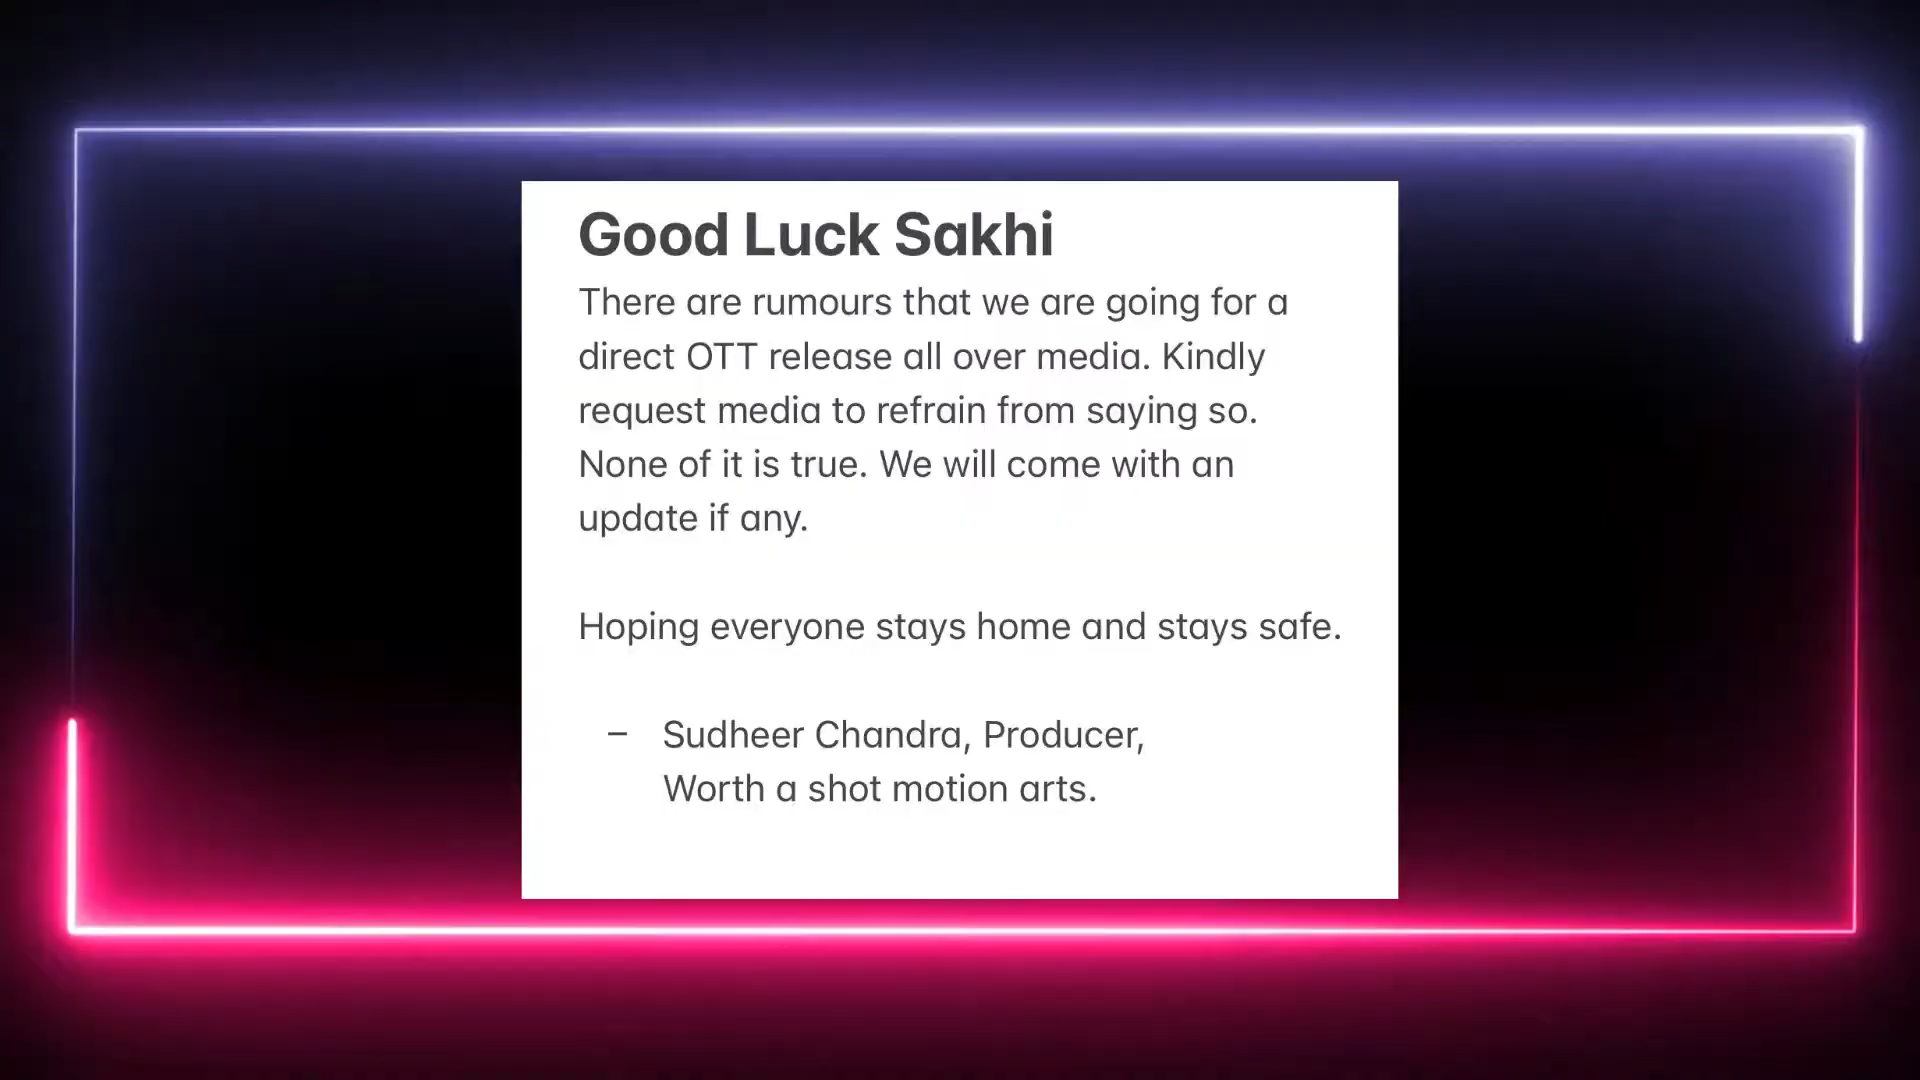 Good Luck Sakhi
There are rumours that we are going for a
direct OTT release all over media. Kindly
request media to refrain from saying so.
None of it is true. We will come with an
update if any.
Hoping everyone stays home and stays safe.
– Sudheer Chandra, Producer,
Worth a shot motion arts.